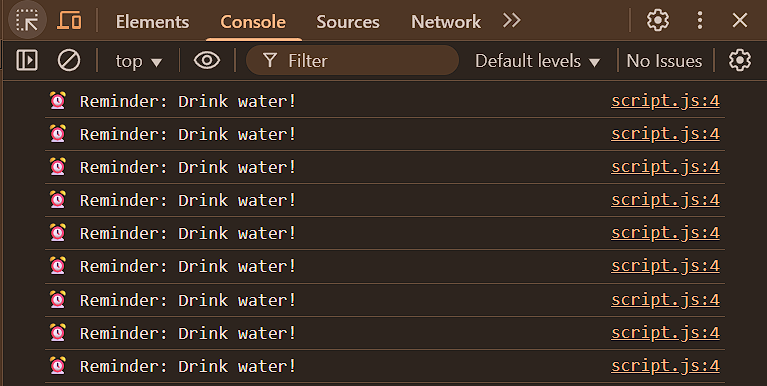 Elements Console Sources Network
top Filter Default levels No Issues
⏰ Reminder: Drink water! script.js:4
⏰ Reminder: Drink water! script.js:4
⏰ Reminder: Drink water! script.js:4
⏰ Reminder: Drink water! script.js:4
⏰ Reminder: Drink water! script.js:4
⏰ Reminder: Drink water! script.js:4
⏰ Reminder: Drink water! script.js:4
⏰ Reminder: Drink water! script.js:4
⏰ Reminder: Drink water! script.js:4